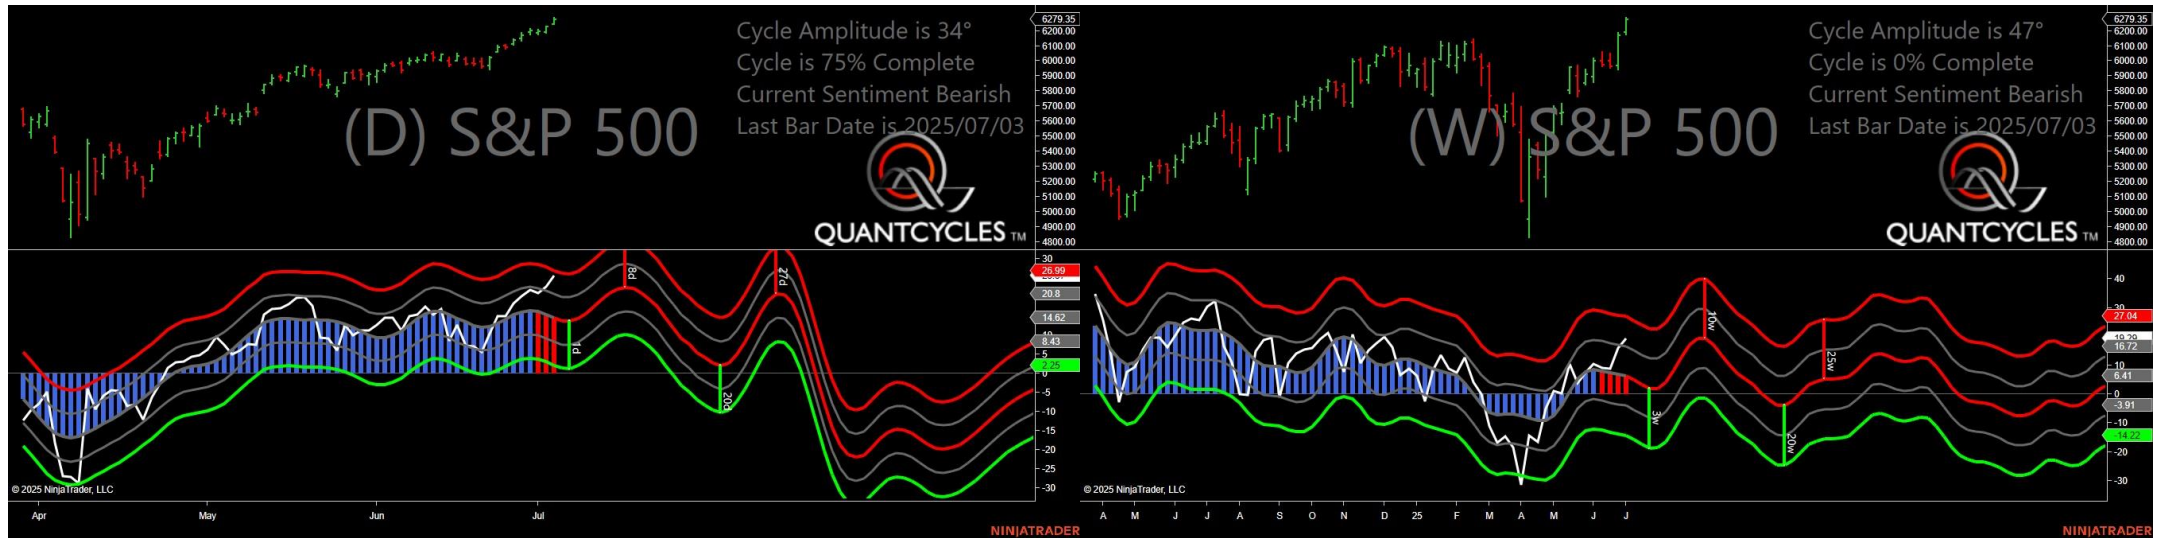 Cycle Amplitude is 34°
Cycle is 75% Complete
Current Sentiment Bearish
Last Bar Date is 2025/07/03
(D) S&P 500
QUANTCYCLES TM
6279.35
6200.00
6100.00
6000.00
5900.00
5800.00
5700.00
5600.00
5500.00
5400.00
5300.00
5200.00
5100.00
5000.00
4900.00
4800.00
30
26.99
20.8
14.62
10
8.43
5
2.25
0
-5
-10
-15
-20
-25
-30
1d
8d
20d
27d
© 2025 NinjaTrader, LLC
Apr May Jun Jul
NINJATRADER
Cycle Amplitude is 47°
Cycle is 0% Complete
Current Sentiment Bearish
Last Bar Date is 2025/07/03
(W) S&P 500
QUANTCYCLES TM
6279.35
6200.00
6100.00
6000.00
5900.00
5800.00
5700.00
5600.00
5500.00
5400.00
5300.00
5200.00
5100.00
5000.00
4900.00
4800.00
40
30
27.04
19.29
16.72
10
6.41
0
-3.91
-14.22
-20
-30
3w
10w
20w
25w
© 2025 NinjaTrader, LLC
A M J J A S O N D 25 F M A M J J
NINJATRADER